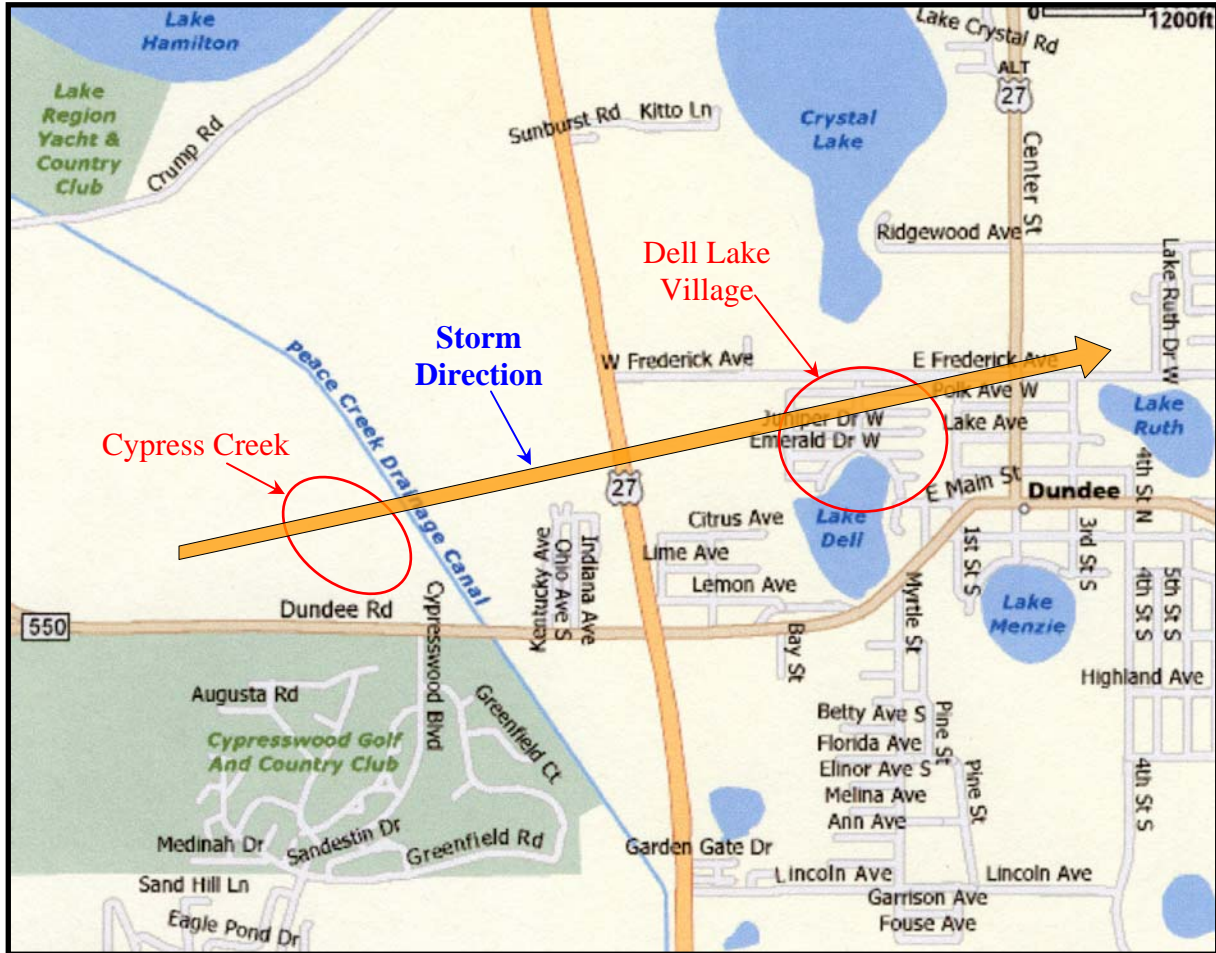 Lake
Hamilton
0
1200ft
Lake Crystal Rd
ALT
27
Lake
Region
Yacht &
Country
Club
Crump Rd
Sunburst Rd
Kitto Ln
Crystal
Lake
Center St
Ridgewood Ave
Dell Lake
Village
Lake Ruth Dr W
Storm
Direction
Peace Creek Drainage Canal
W Frederick Ave
E Frederick Ave
Polk Ave W
Juniper Dr W
Lake Ave
Emerald Dr W
Lake
Ruth
Cypress Creek
27
E Main St
Dundee
4th St N
Citrus Ave
Lake
Dell
Lime Ave
Lemon Ave
Kentucky Ave
Ohio Ave S
Indiana Ave
1st St S
3rd St S
4th St S
5th St S
Lake
Menzie
550
Dundee Rd
Cypresswood Blvd
Bay St
Myrtle St
Highland Ave
Augusta Rd
Greenfield Ct
Cypresswood Golf
And Country Club
Betty Ave S
Pine St
Florida Ave
Elinor Ave S
Pine St
Melina Ave
4th St S
Ann Ave
Medinah Dr
Sandestin Dr
Greenfield Rd
Garden Gate Dr
Sand Hill Ln
Lincoln Ave
Lincoln Ave
Garrison Ave
Eagle Pond Dr
Fouse Ave